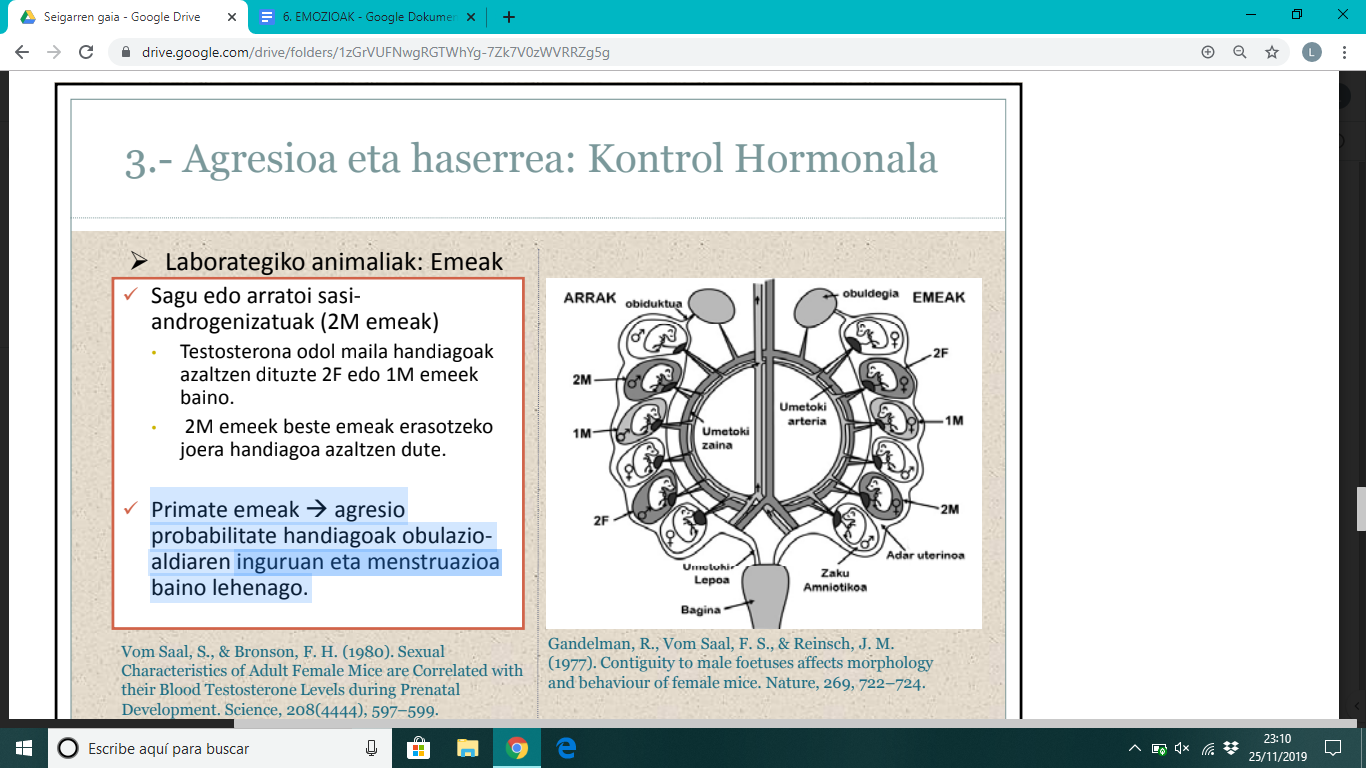 Seigarren gaia - Google Drive
6. EMOZIOAK - Google Dokumen
drive.google.com/drive/folders/1zGrVUFNwgRGTWhYg-7Zk7V0zWVRRZg5g
L
3.- Agresioa eta haserrea: Kontrol Hormonala
Laborategiko animaliak: Emeak
Sagu edo arratoi sasi-
androgenizatuak (2M emeak)
Testosterona odol maila handiagoak
azaltzen dituzte 2F edo 1M emeek
baino.
2M emeek beste emeak erasotzeko
joera handiagoa azaltzen dute.
Primate emeak → agresio
probabilitate handiagoak obulazio-
aldiaren inguruan eta menstruazioa
baino lehenago.
Vom Saal, S., & Bronson, F. H. (1980). Sexual
Characteristics of Adult Female Mice are Correlated with
their Blood Testosterone Levels during Prenatal
Development. Science, 208(4444), 597–599.
ARRAK
obiduktua
obuldegia
EMEAK
2M
1M
2F
2F
1M
2M
Umetoki
zaina
Umetoki
arteria
Umetoki-
Lepoa
Bagina
Zaku
Amniotikoa
Adar uterinoa
Gandelman, R., Vom Saal, F. S., & Reinsch, J. M.
(1977). Contiguity to male foetuses affects morphology
and behaviour of female mice. Nature, 269, 722–724.
Escribe aquí para buscar
23:10
25/11/2019